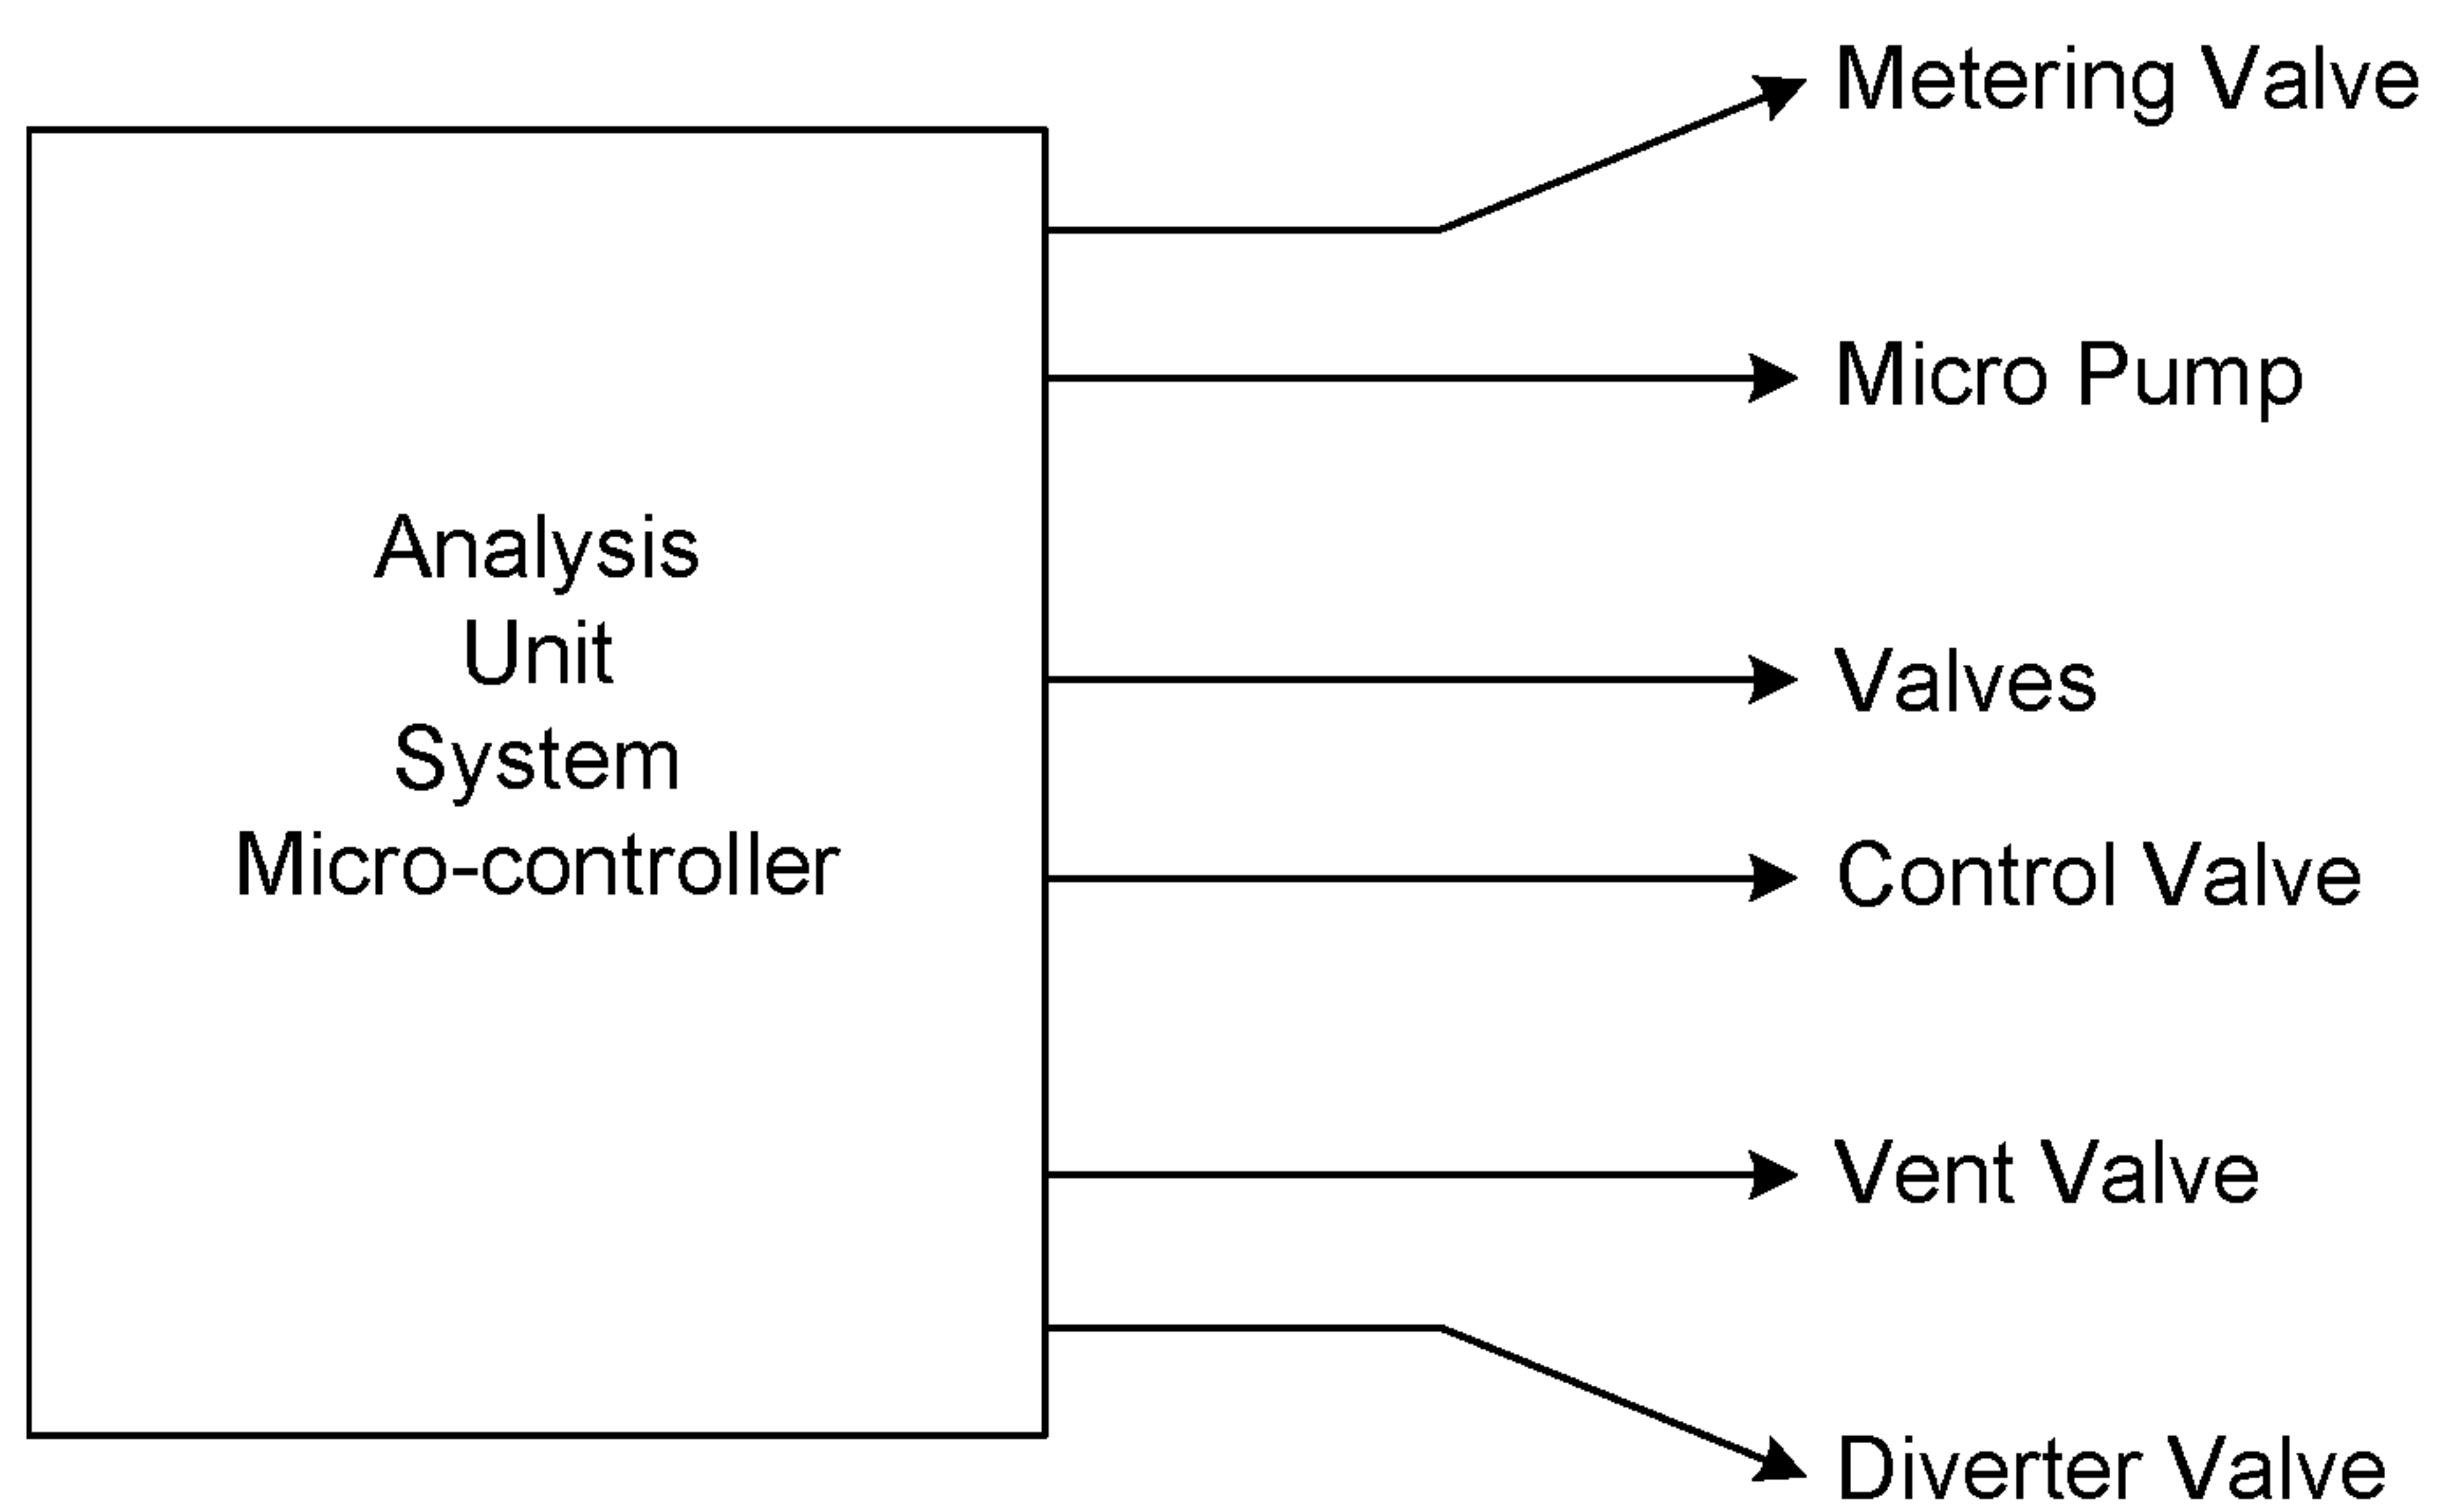 Metering Valve
Micro Pump
Analysis
Unit
System
Micro-controller
Valves
Control Valve
Vent Valve
Diverter Valve